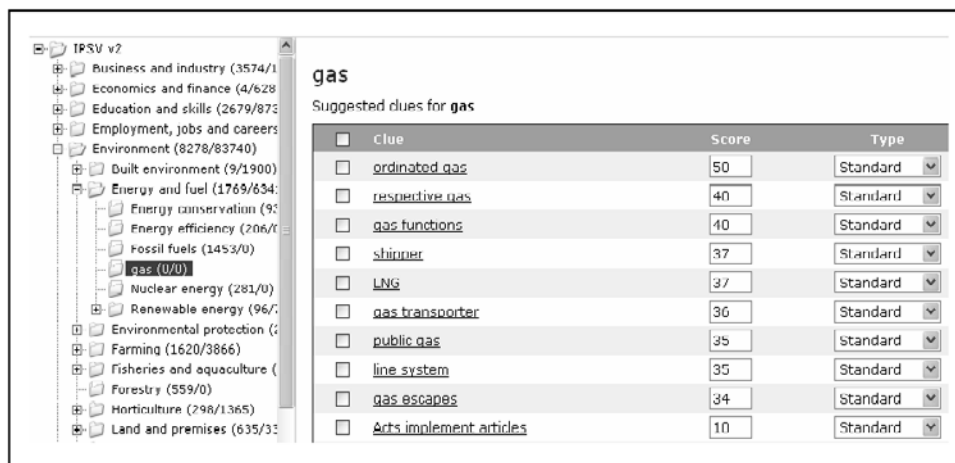 IPSV v2
Business and industry (3574/1
Economics and finance (4/628
Education and skills (2679/873
Employment, jobs and careers
Environment (8278/83740)
Built environment (9/1900)
Energy and fuel (1769/634
Energy conservation (93
Energy efficiency (206/0
Fossil fuels (1453/0)
gas (0/0)
Nuclear energy (281/0)
Renewable energy (96/
Environmental protection (2
Farming (1620/3866)
Fisheries and aquaculture (
Forestry (559/0)
Horticulture (298/1365)
Land and premises (635/33
gas
Suggested clues for gas
Clue Score Type
ordinated gas 50 Standard
respective gas 40 Standard
gas functions 40 Standard
shipper 37 Standard
LNG 37 Standard
gas transporter 36 Standard
public gas 35 Standard
line system 35 Standard
gas escapes 34 Standard
Acts implement articles 10 Standard